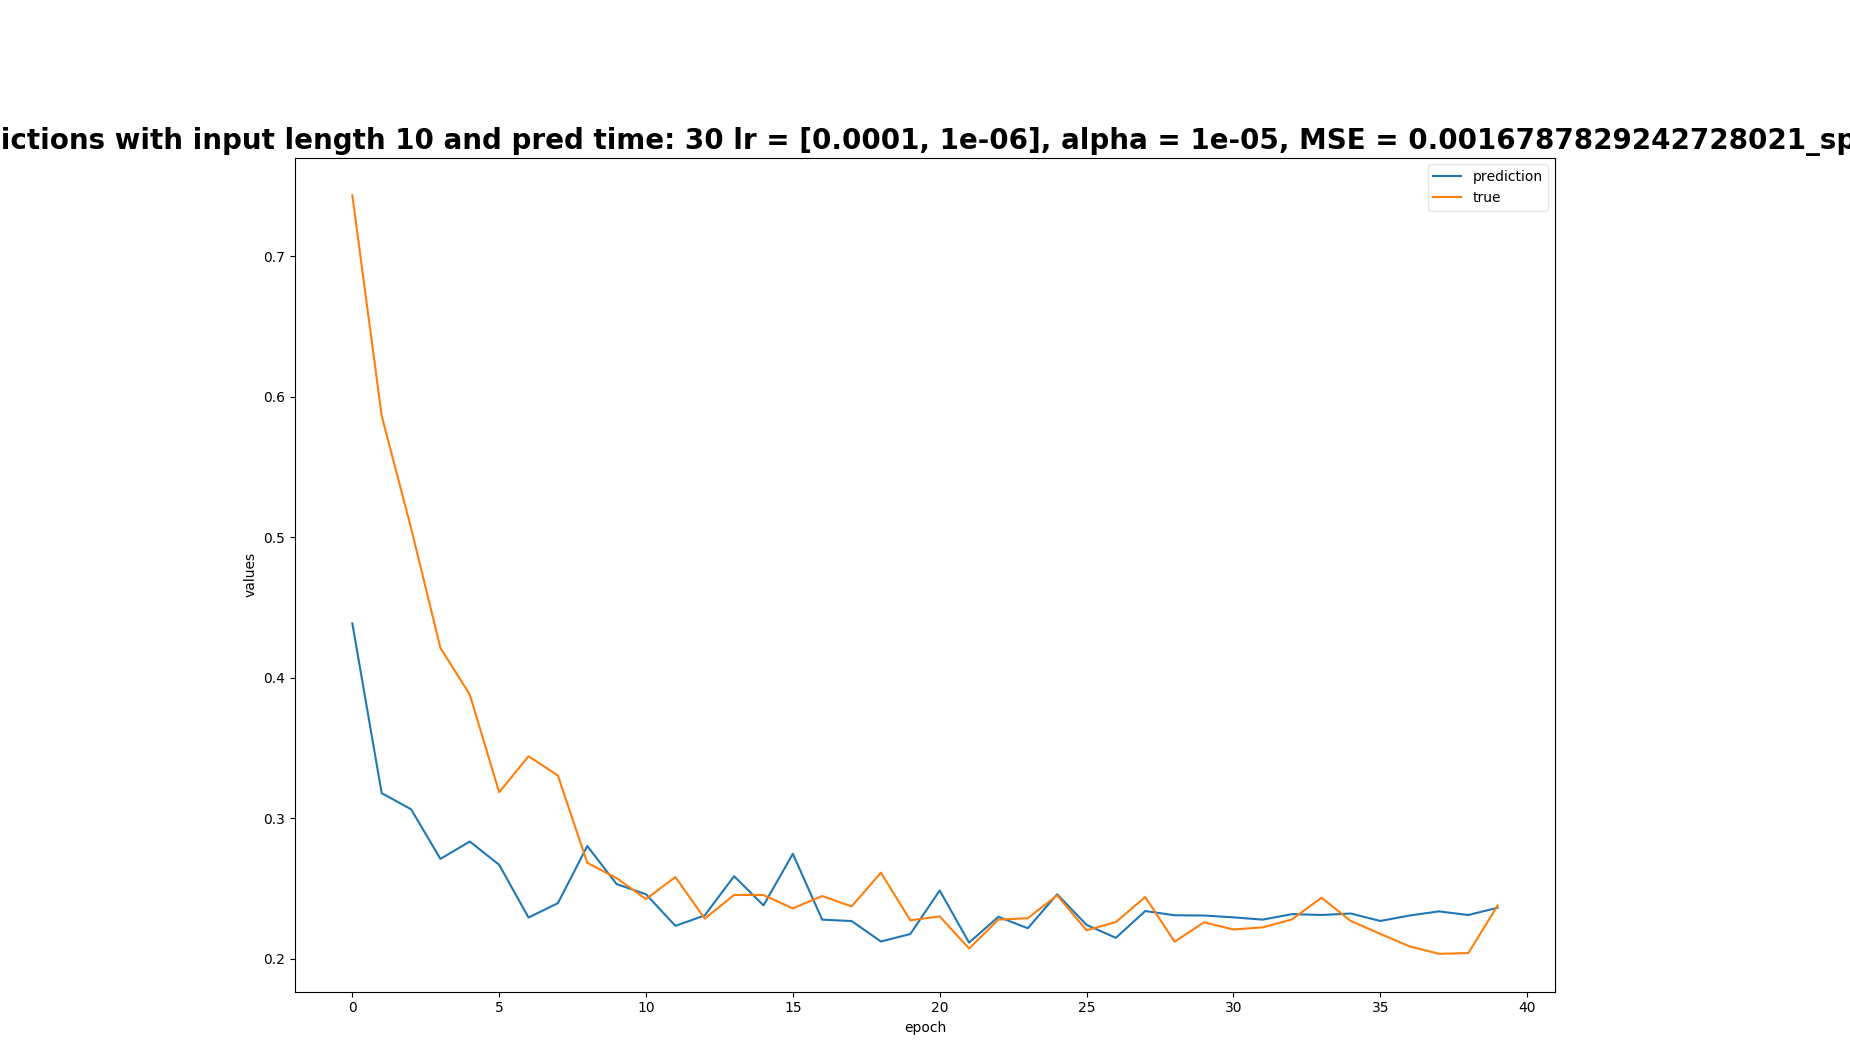 ictions with input length 10 and pred time: 30 lr = [0.0001, 1e-06], alpha = 1e-05, MSE = 0.0016787829242728021_sp
prediction
true
values
0.7
0.6
0.5
0.4
0.3
0.2
0 5 10 15 20 25 30 35 40
epoch